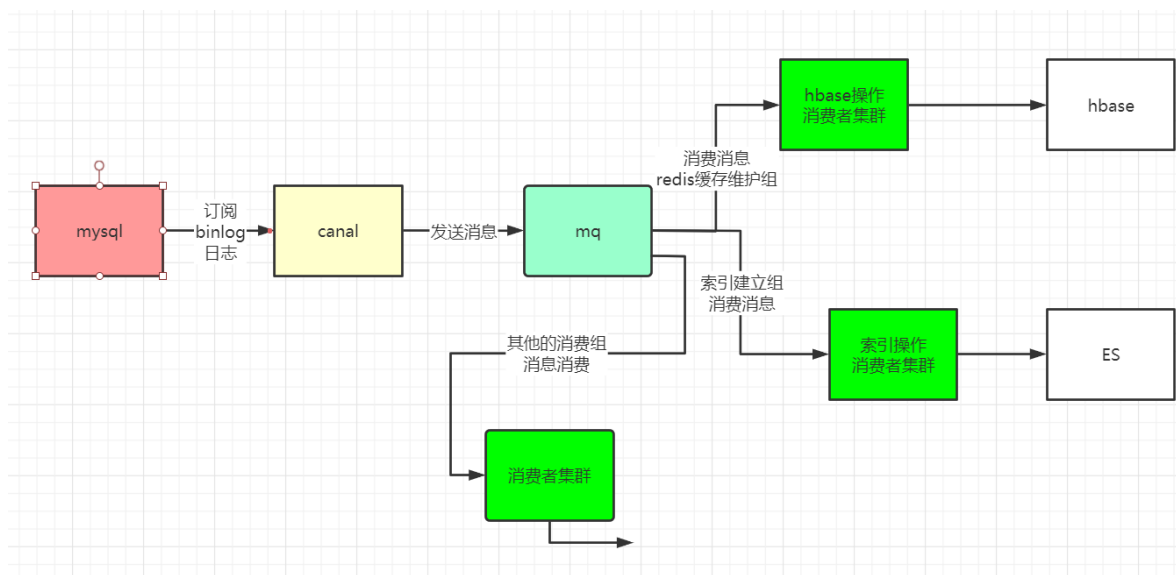 mysql
订阅
binlog
日志
canal
发送消息
mq
消费消息
redis缓存维护组
hbase操作
消费者集群
hbase
索引建立组
消费消息
索引操作
消费者集群
ES
其他的消费组
消息消费
消费者集群